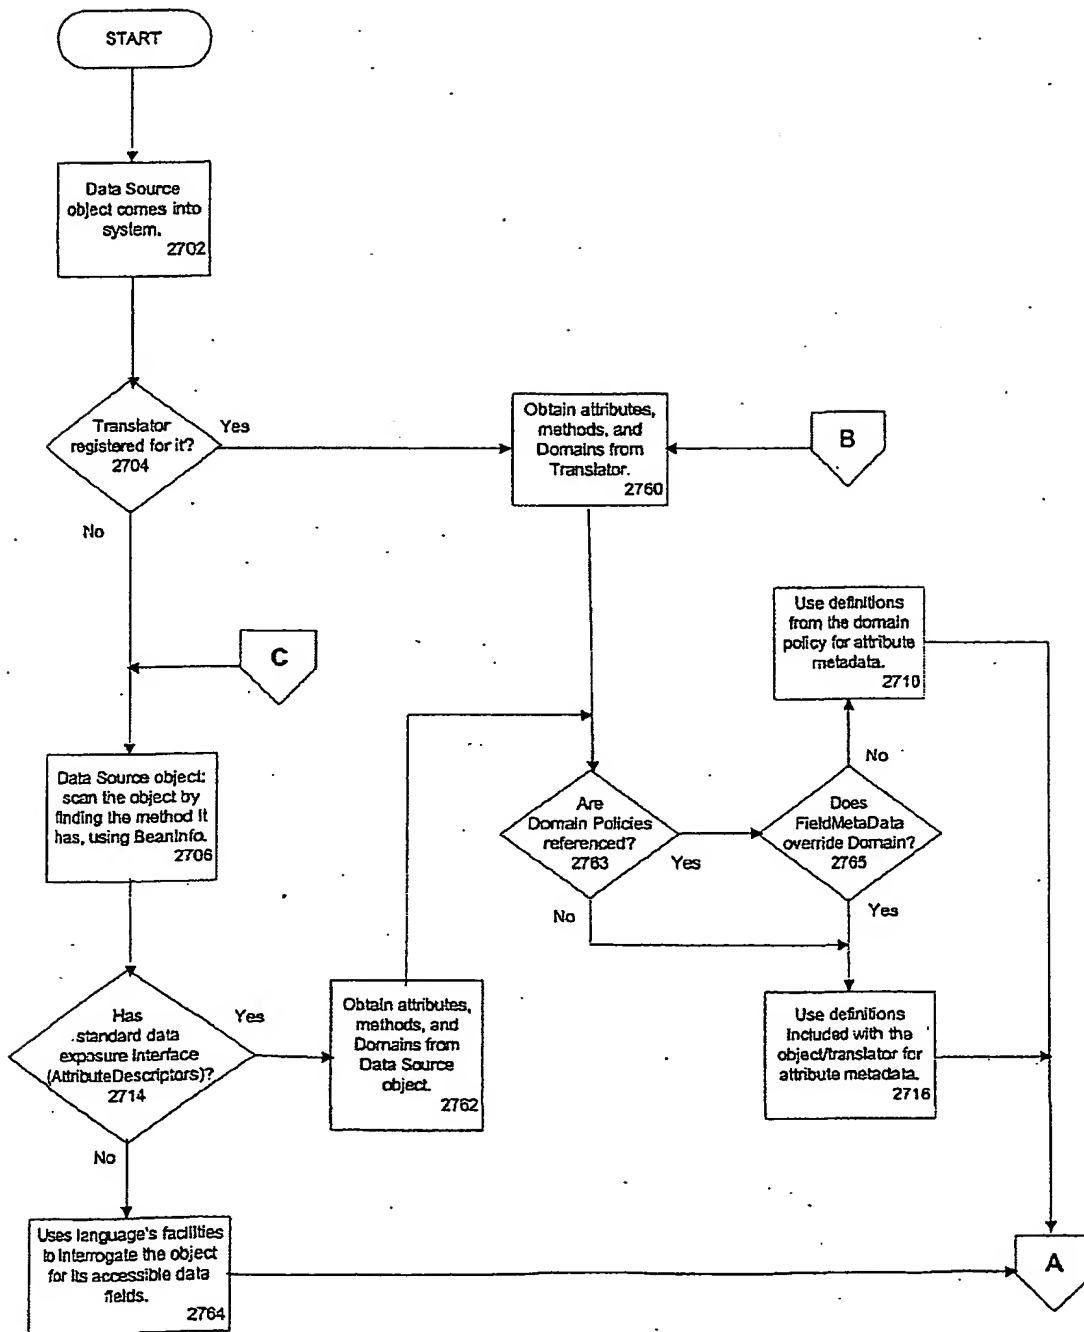 START
Data Source
object comes into
system.
2702
Translator
registered for it?
2704
Yes
No
Obtain attributes,
methods, and
Domains from
Translator.
2760
B
C
Use definitions
from the domain
policy for attribute
metadata.
2710
Data Source object:
scan the object by
finding the method it
has, using BeanInfo.
2706
Are
Domain Policies
referenced?
2763
Yes
No
Does
FieldMetaData
override Domain?
2765
No
Yes
Has
standard data
exposure Interface
(AttributeDescriptors)?
2714
Yes
No
Obtain attributes,
methods, and
Domains from
Data Source
object.
2762
Use definitions
included with the
object/translator for
attribute metadata.
2716
Uses language's facilities
to interrogate the object
for its accessible data
fields.
2764
A